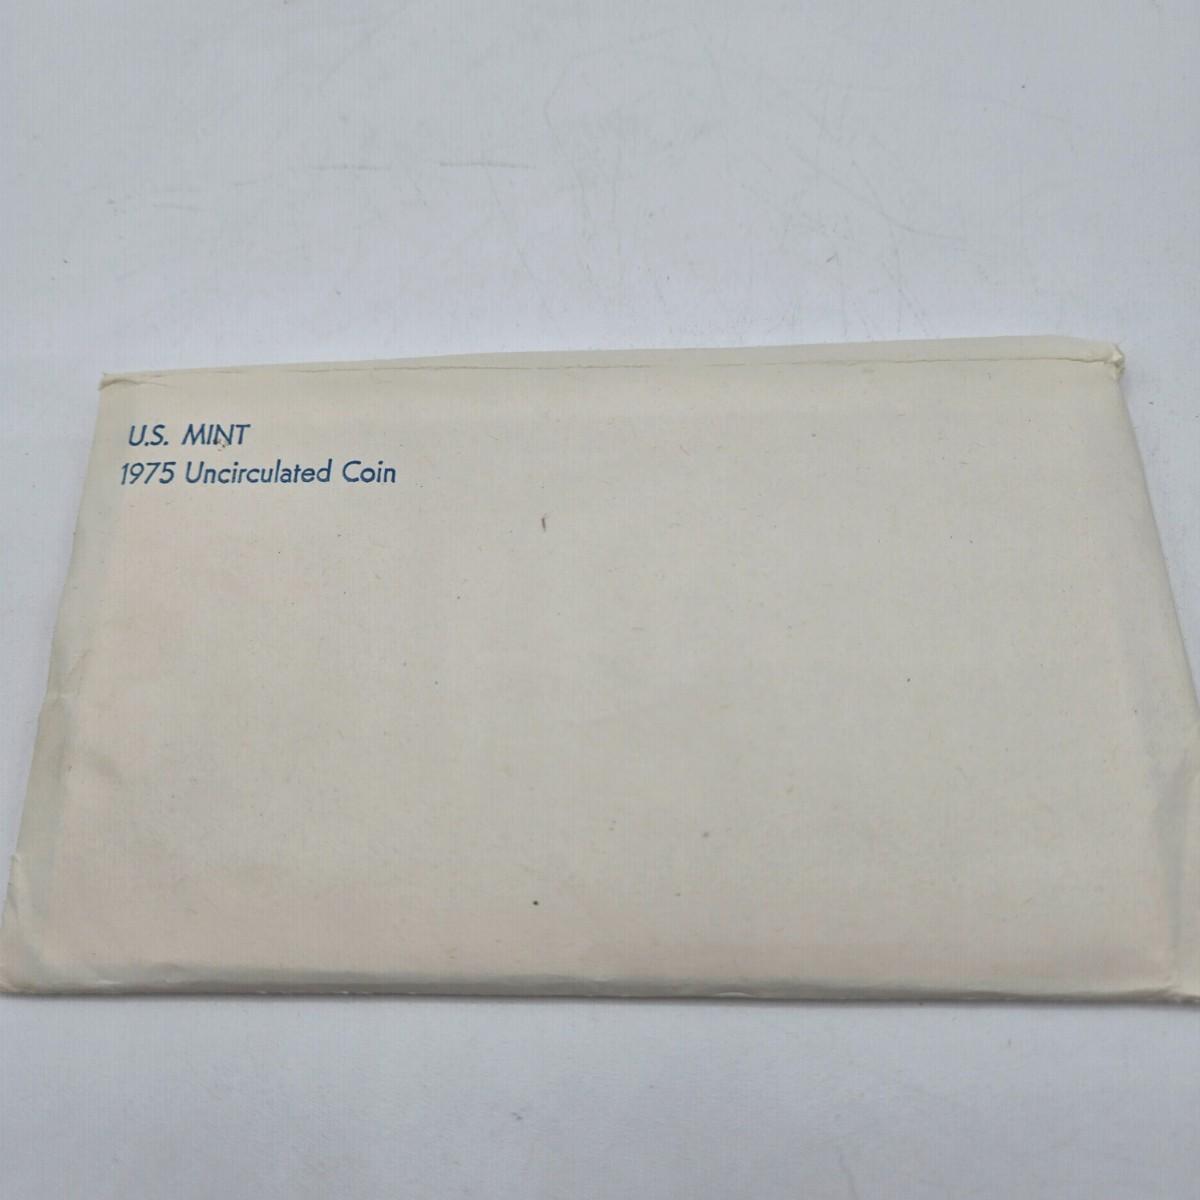 U.S. MINT
1975 Uncirculated Coin